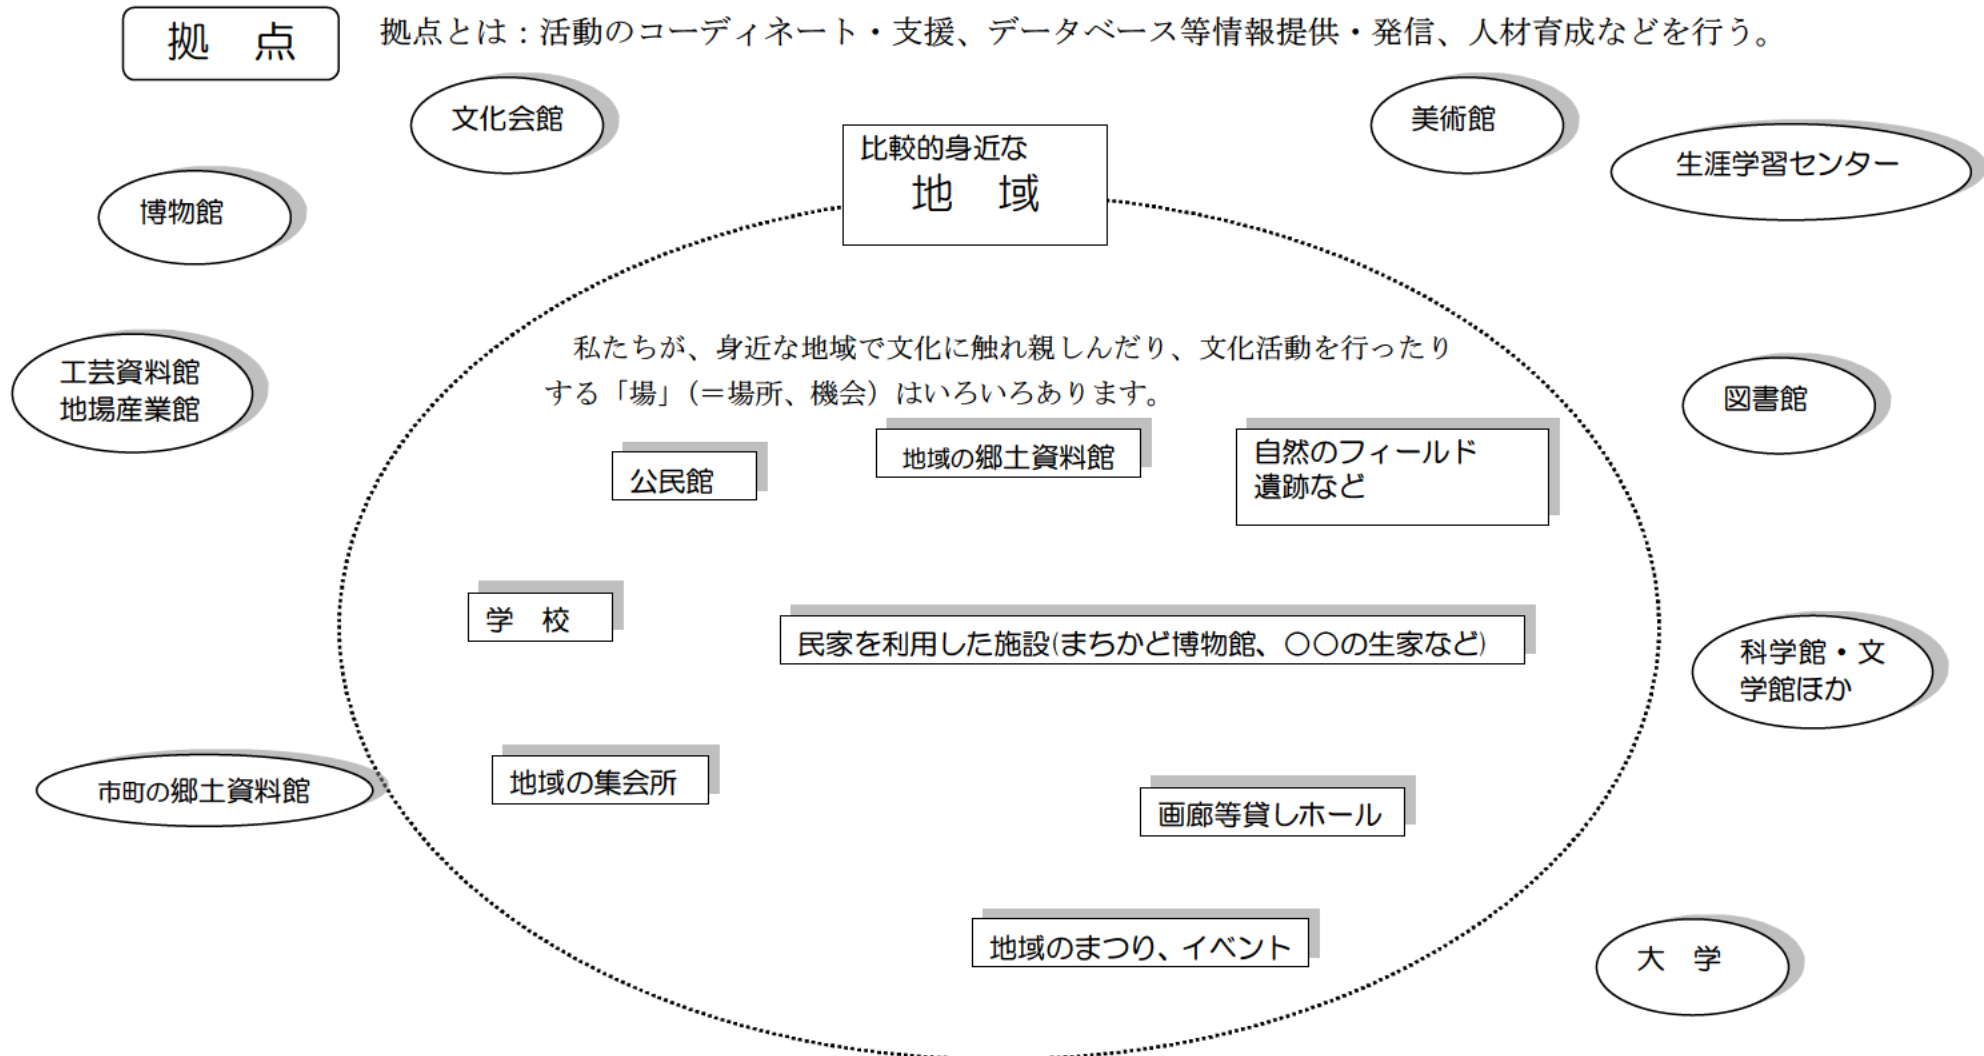 拠　点
拠点とは：活動のコーディネート・支援、データベース等情報提供・発信、人材育成などを行う。
文化会館
美術館
生涯学習センター
博物館
比較的身近な
地　域
工芸資料館
地場産業館
私たちが、身近な地域で文化に触れ親しんだり、文化活動を行ったり
する「場」（＝場所、機会）はいろいろあります。
図書館
公民館
地域の郷土資料館
自然のフィールド
遺跡など
学　校
民家を利用した施設(まちかど博物館、〇〇の生家など)
科学館・文
学館ほか
市町の郷土資料館
地域の集会所
画廊等貸しホール
地域のまつり、イベント
大　学